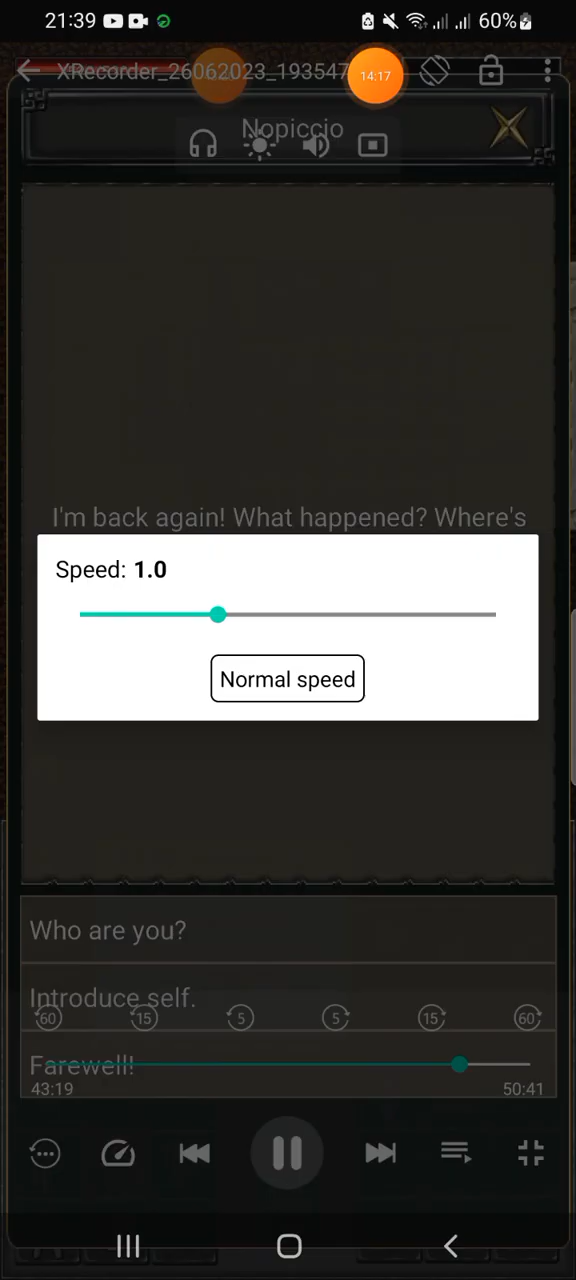 21:39
60%
XRecorder_26062023_193547
14:17
Nopiccio
I'm back again! What happened? Where's
Speed: 1.0
Normal speed
Who are you?
Introduce self.
60 15 5 5 15 60
Farewell!
43:19
50:41